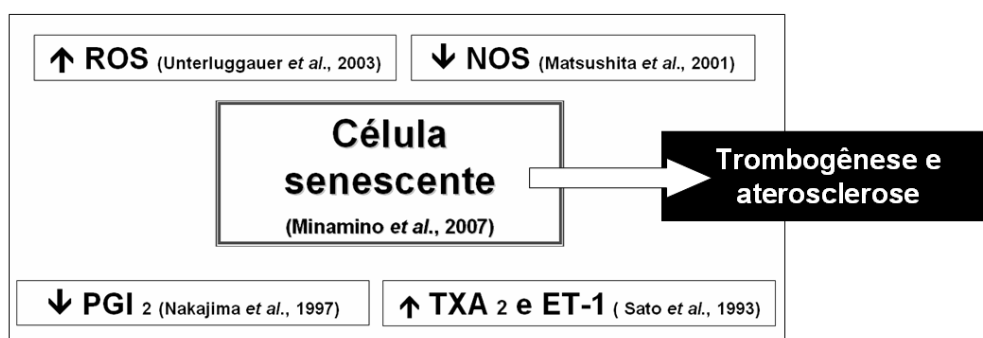 ↑ ROS (Unterluggauer et al., 2003)
↓ NOS (Matsushita et al., 2001)
Célula
senescente
(Minamino et al., 2007)
Trombogênese e
aterosclerose
↓ PGI 2 (Nakajima et al., 1997)
↑ TXA 2 e ET-1 ( Sato et al., 1993)